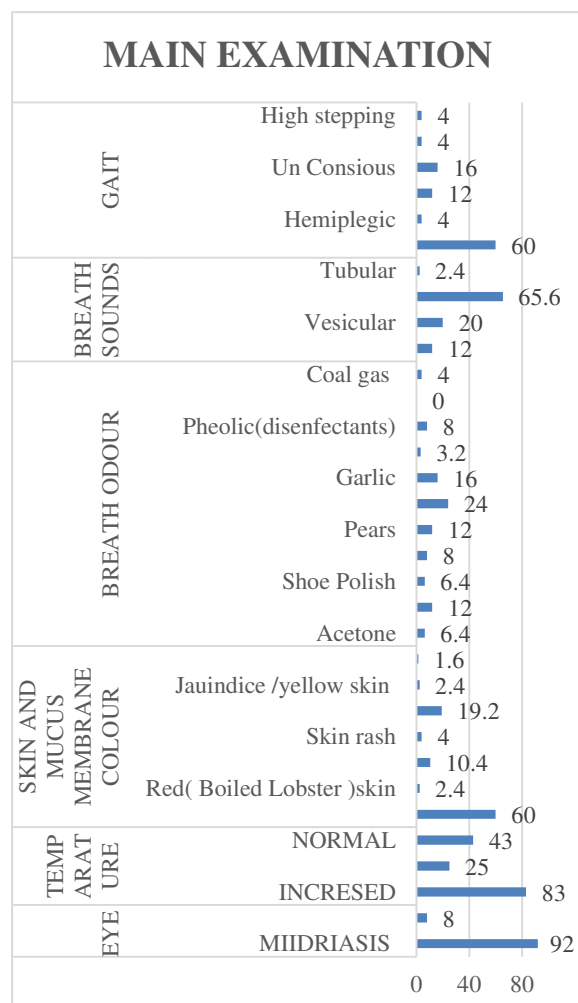 MAIN EXAMINATION
GAIT
High stepping 4
4
Un Consious 16
12
Hemiplegic 4
60
BREATH
SOUNDS
Tubular 2.4
65.6
Vesicular 20
12
BREATH ODOUR
Coal gas 4
0
Pheolic(disenfectants) 8
3.2
Garlic 16
24
Pears 12
8
Shoe Polish 6.4
12
Acetone 6.4
SKIN AND
MUCUS
MEMBRANE
COLOUR
1.6
Jauindice /yellow skin 2.4
19.2
Skin rash 4
10.4
Red( Boiled Lobster )skin 2.4
60
TEMP
ARAT
URE
NORMAL 43
25
INCRESED 83
EYE
8
MIIDRIASIS 92
0 40 80